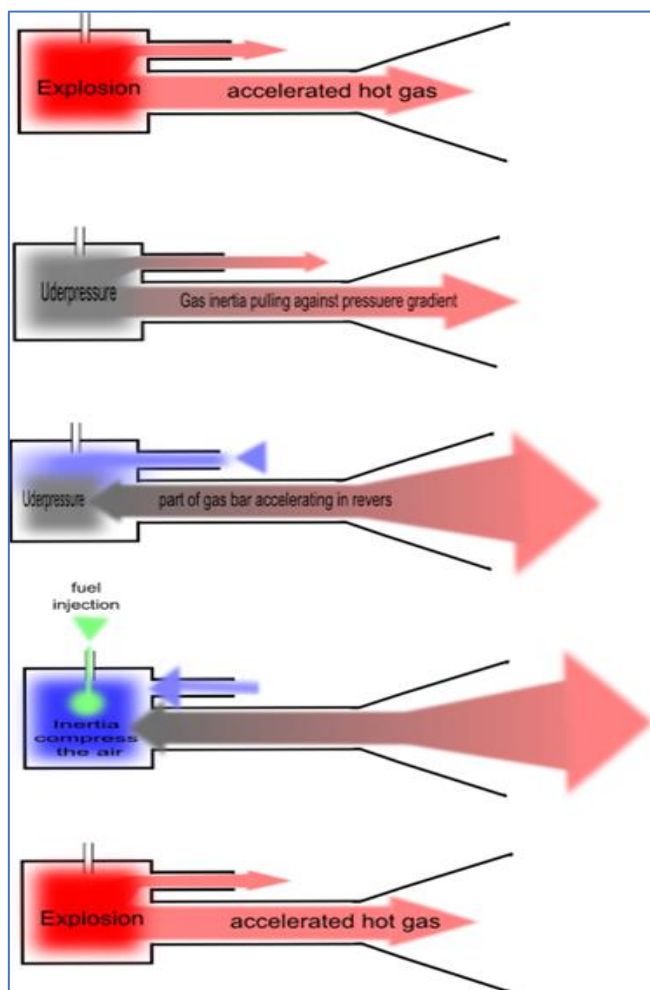 Explosion
accelerated hot gas
Uderpressure
Gas inertia pulling against pressuere gradient
Uderpressure
part of gas bar accelerating in revers
fuel
injection
Inertia
compress
the air
Explosion
accelerated hot gas